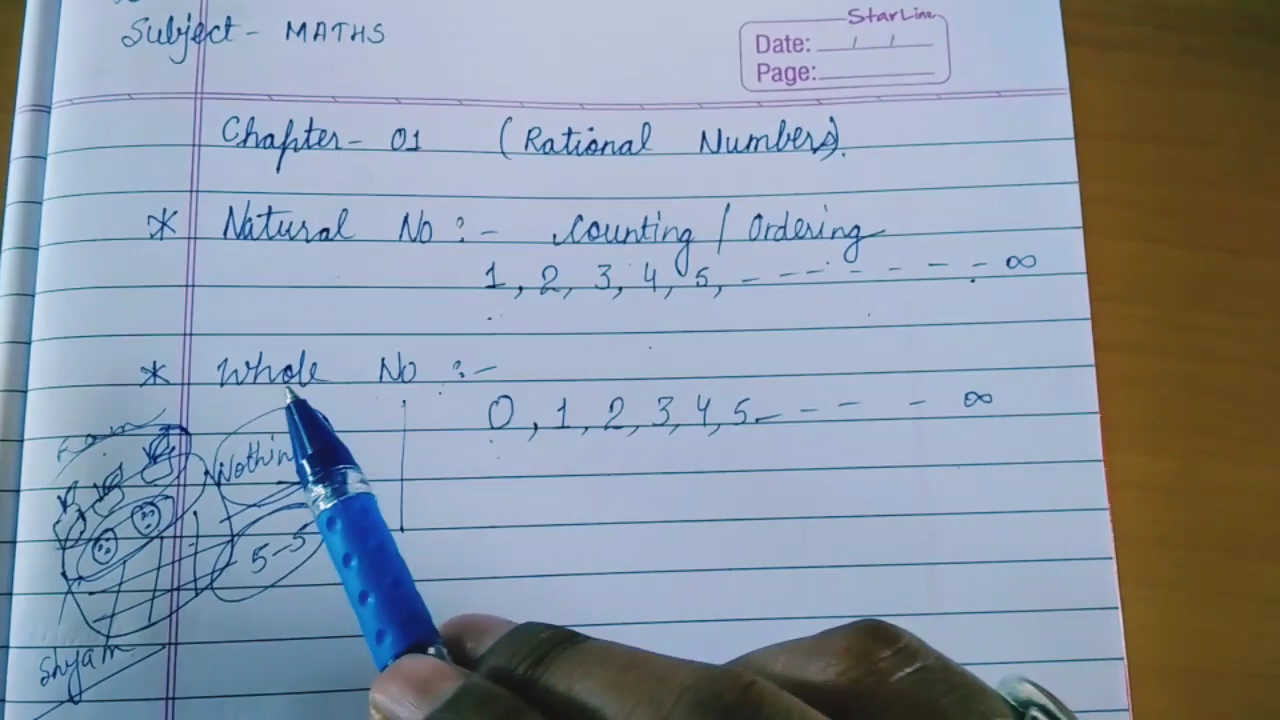 StarLine
Subject - MATHS
Date: / /
Page:
Chapter- 01 (Rational Numbers).
* Natural No :- Counting / Ordering
1, 2, 3, 4, 5, - - - - - - - - ∞
* Whole No :-
0, 1, 2, 3, 4, 5 - - - - ∞
Nothin
5-5
Shyam